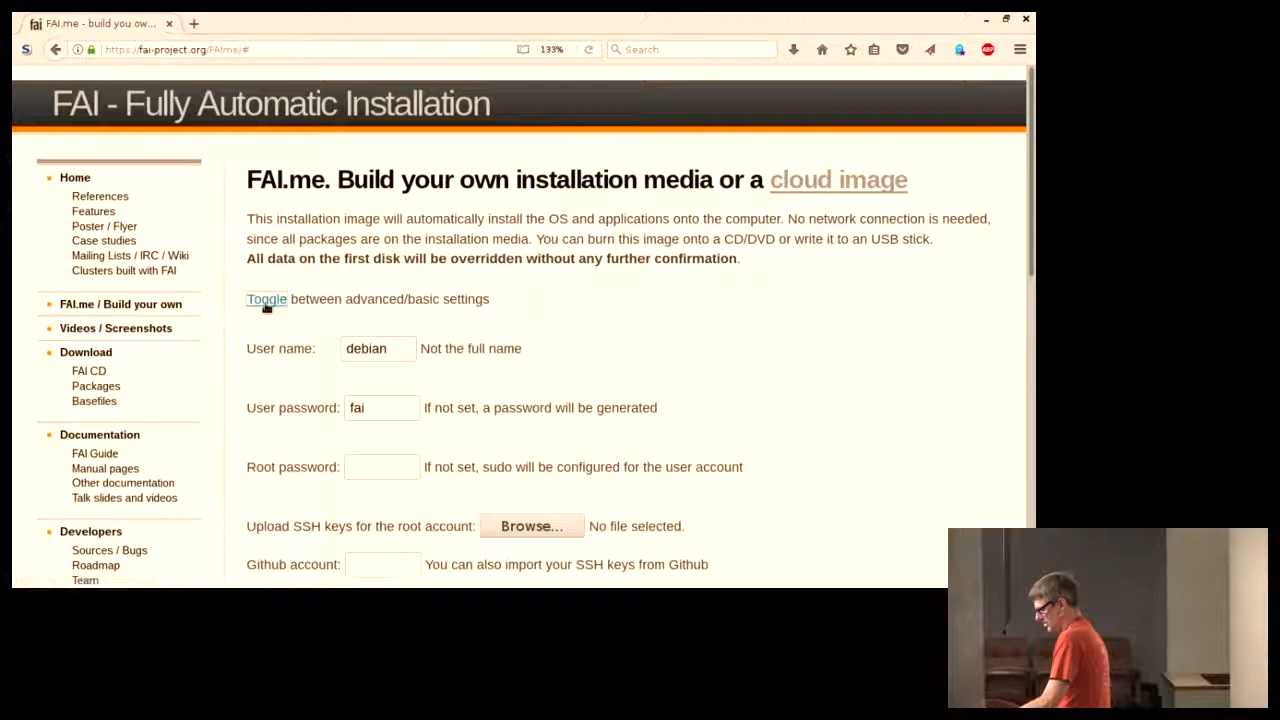 fai FAI.me - build you ow...
https://fai-project.org/FAIme/#
133%
Search
ABP
FAI - Fully Automatic Installation
Home
References
Features
Poster / Flyer
Case studies
Mailing Lists / IRC / Wiki
Clusters built with FAI
FAI.me / Build your own
Videos / Screenshots
Download
FAI CD
Packages
Basefiles
Documentation
FAI Guide
Manual pages
Other documentation
Talk slides and videos
Developers
Sources / Bugs
Roadmap
Team
FAI.me. Build your own installation media or a cloud image
This installation image will automatically install the OS and applications onto the computer. No network connection is needed,
since all packages are on the installation media. You can burn this image onto a CD/DVD or write it to an USB stick.
All data on the first disk will be overridden without any further confirmation.
Toggle between advanced/basic settings
User name: debian Not the full name
User password: fai If not set, a password will be generated
Root password: If not set, sudo will be configured for the user account
Upload SSH keys for the root account: Browse... No file selected.
Github account: You can also import your SSH keys from Github